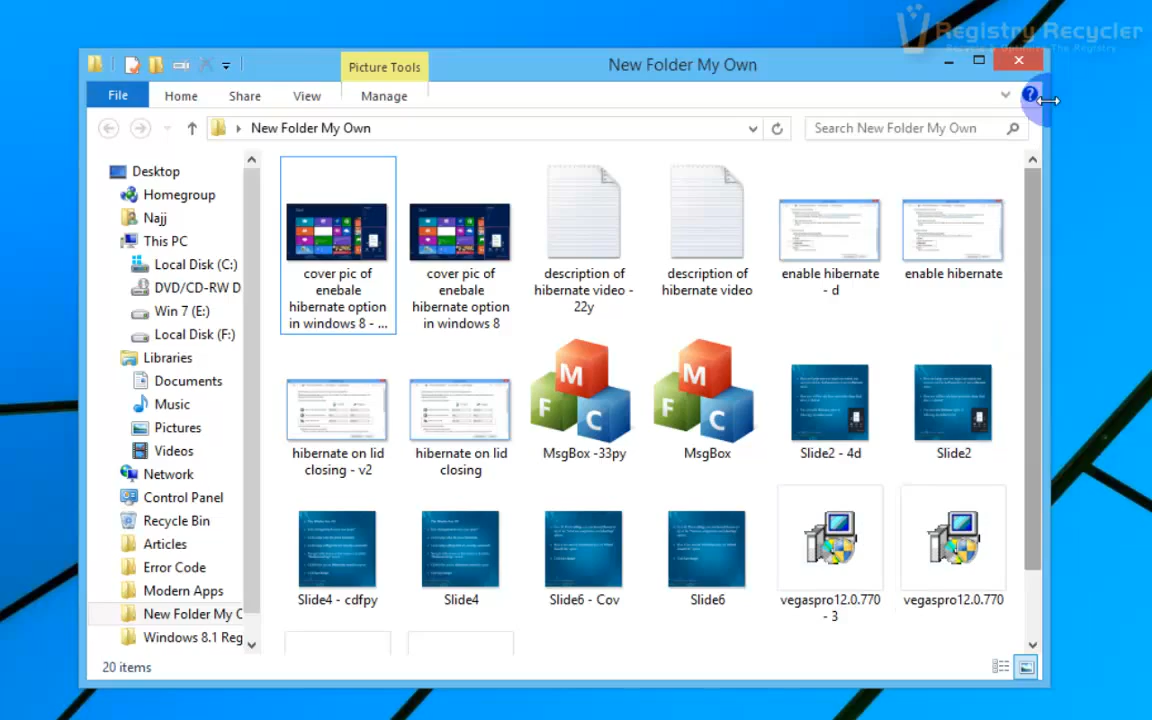 Registry Recycler
Picture Tools
New Folder My Own
File
Home
Share
View
Manage
New Folder My Own
Search New Folder My Own
Desktop
Homegroup
Najj
This PC
Local Disk (C:)
DVD/CD-RW D
Win 7 (E:)
Local Disk (F:)
Libraries
Documents
Music
Pictures
Videos
Network
Control Panel
Recycle Bin
Articles
Error Code
Modern Apps
New Folder My C
Windows 8.1 Reg
cover pic of
enebale
hibernate option
in windows 8 - ...
cover pic of
enebale
hibernate option
in windows 8
description of
hibernate video -
22y
description of
hibernate video
enable hibernate
- d
enable hibernate
hibernate on lid
closing - v2
hibernate on lid
closing
M
F
C
MsgBox -33py
M
F
C
MsgBox
Slide2 - 4d
Slide2
Slide4 - cdfpy
Slide4
Slide6 - Cov
Slide6
vegaspro12.0.770
- 3
vegaspro12.0.770
20 items